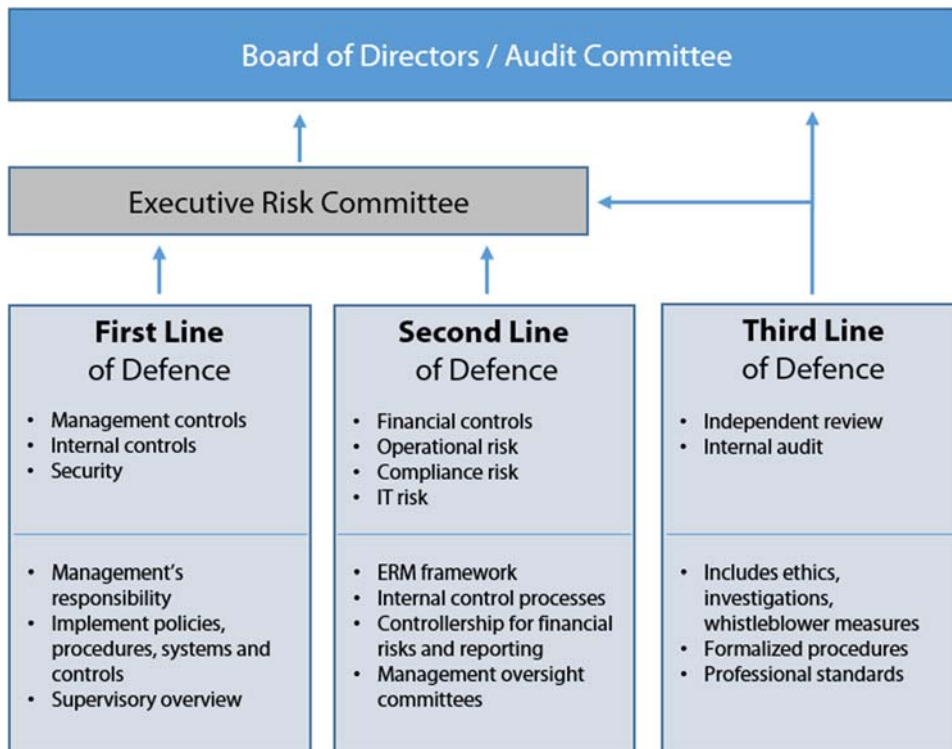 Board of Directors / Audit Committee
Executive Risk Committee
First Line
of Defence
• Management controls
• Internal controls
• Security
• Management's
responsibility
• Implement policies,
procedures, systems and
controls
• Supervisory overview
Second Line
of Defence
• Financial controls
• Operational risk
• Compliance risk
• IT risk
• ERM framework
• Internal control processes
• Controllership for financial
risks and reporting
• Management oversight
committees
Third Line
of Defence
• Independent review
• Internal audit
• Includes ethics,
investigations,
whistleblower measures
• Formalized procedures
• Professional standards